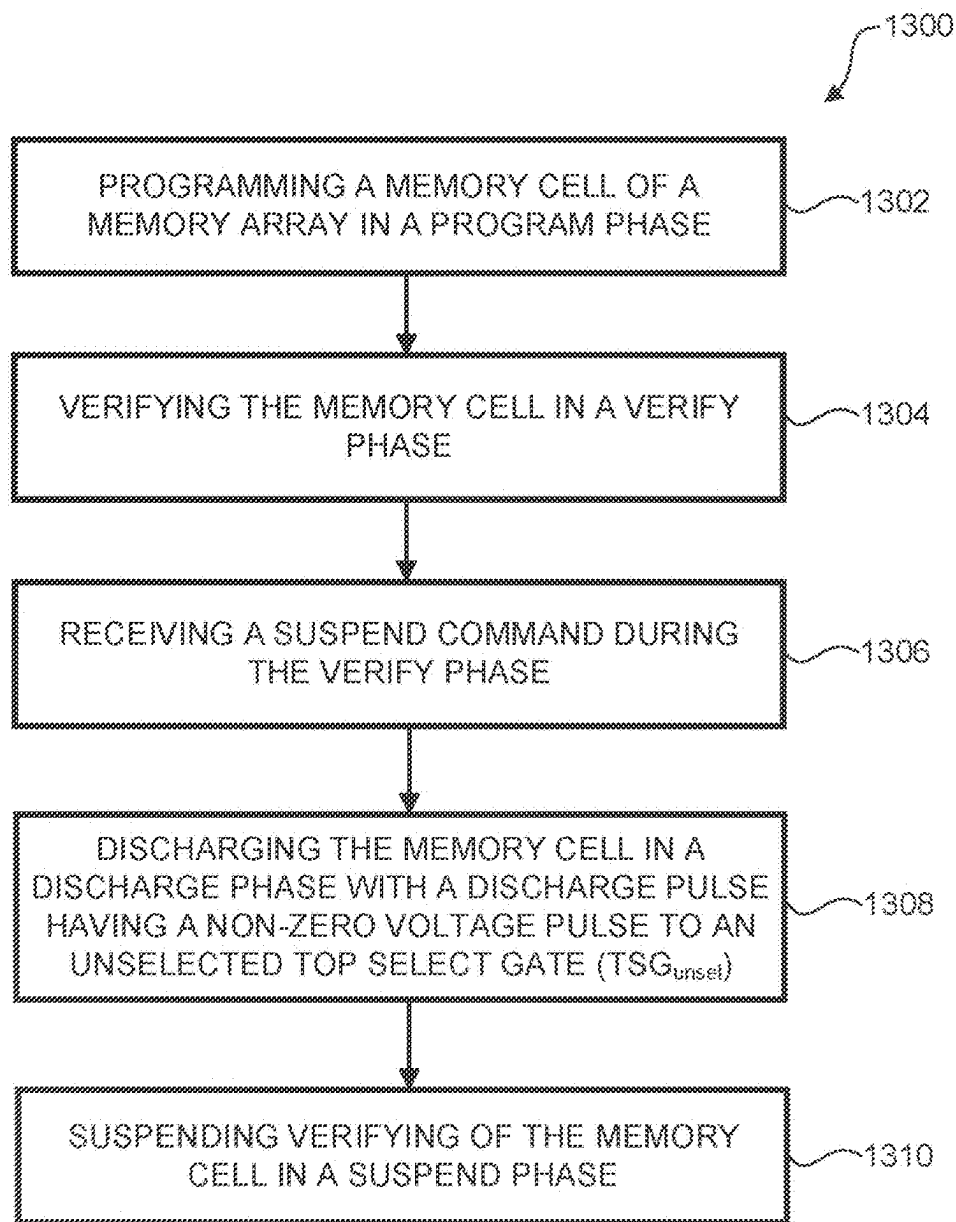 1300
PROGRAMMING A MEMORY CELL OF A
MEMORY ARRAY IN A PROGRAM PHASE
1302
VERIFYING THE MEMORY CELL IN A VERIFY
PHASE
1304
RECEIVING A SUSPEND COMMAND DURING
THE VERIFY PHASE
1306
DISCHARGING THE MEMORY CELL IN A
DISCHARGE PHASE WITH A DISCHARGE PULSE
HAVING A NON-ZERO VOLTAGE PULSE TO AN
UNSELECTED TOP SELECT GATE (TSGunsel)
1308
SUSPENDING VERIFYING OF THE MEMORY
CELL IN A SUSPEND PHASE
1310